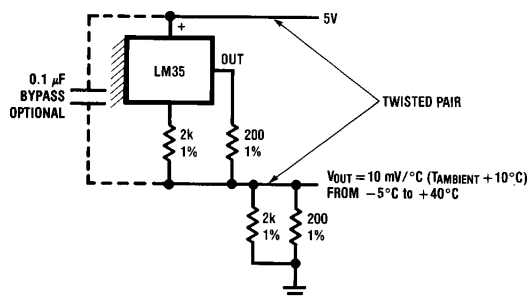 5V
+
OUT
LM35
0.1 µF
BYPASS
OPTIONAL
TWISTED PAIR
2k
1%
200
1%
VOUT = 10 mV/°C (TAMBIENT + 10°C)
FROM −5°C to +40°C
2k
1%
200
1%